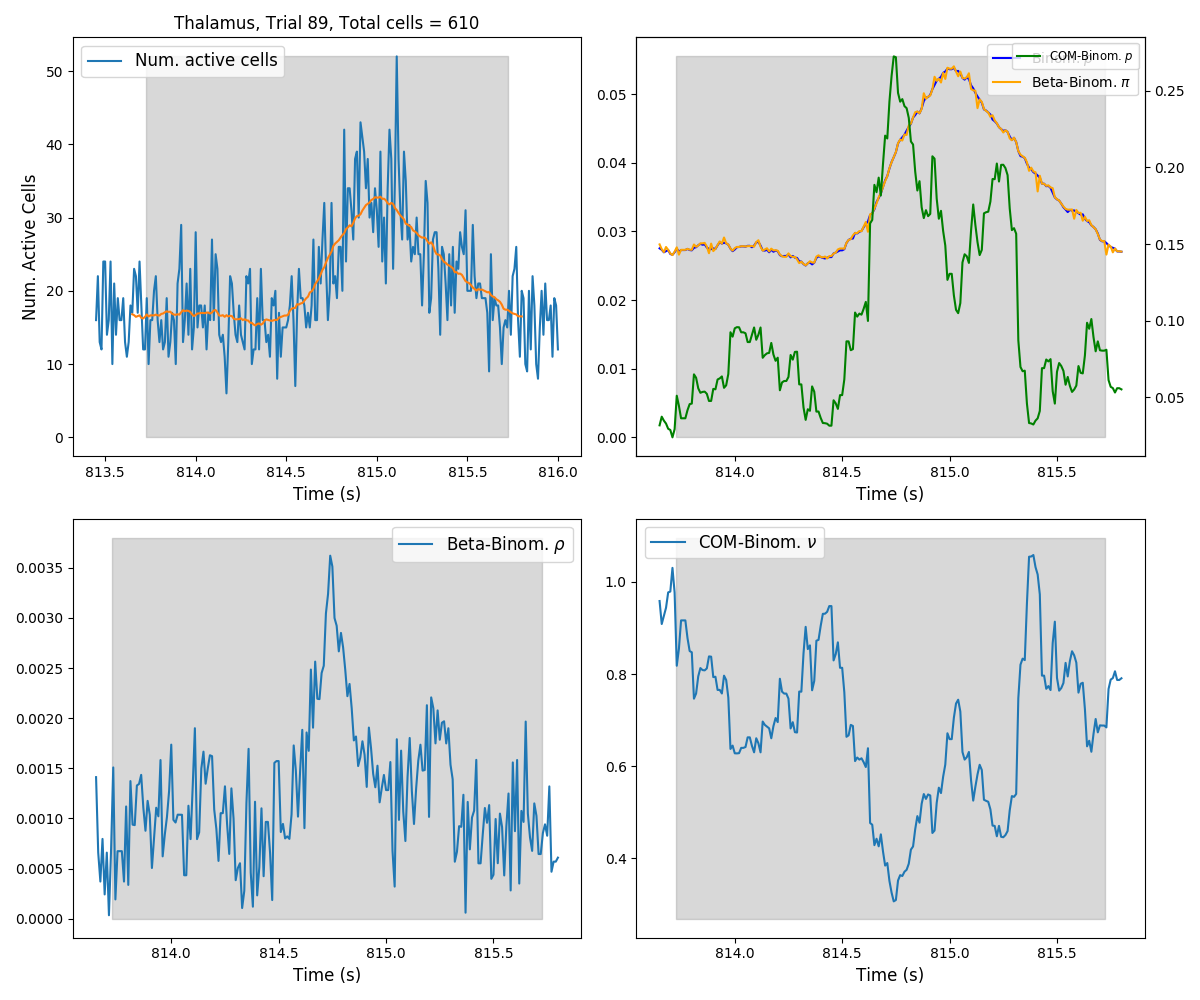 Thalamus, Trial 89, Total cells = 610
Num. active cells
Num. Active Cells
50
40
30
20
10
0
813.5 814.0 814.5 815.0 815.5 816.0
Time (s)
COM-Binom. p
Beta-Binom. π
0.05
0.04
0.03
0.02
0.01
0.00
0.25
0.20
0.15
0.10
0.05
814.0 814.5 815.0 815.5
Time (s)
Beta-Binom. ρ
0.0035
0.0030
0.0025
0.0020
0.0015
0.0010
0.0005
0.0000
814.0 814.5 815.0 815.5
Time (s)
COM-Binom. ν
1.0
0.8
0.6
0.4
814.0 814.5 815.0 815.5
Time (s)